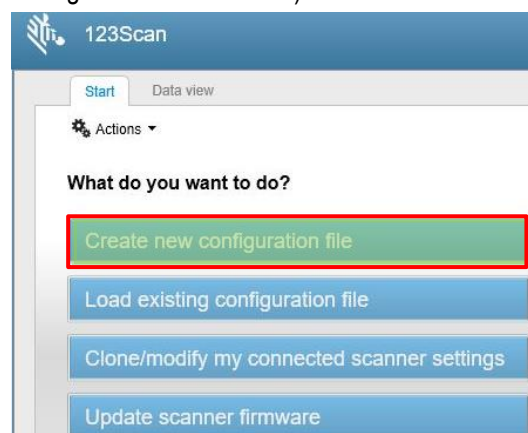 123Scan
Start Data view
Actions
What do you want to do?
Create new configuration file
Load existing configuration file
Clone/modify my connected scanner settings
Update scanner firmware